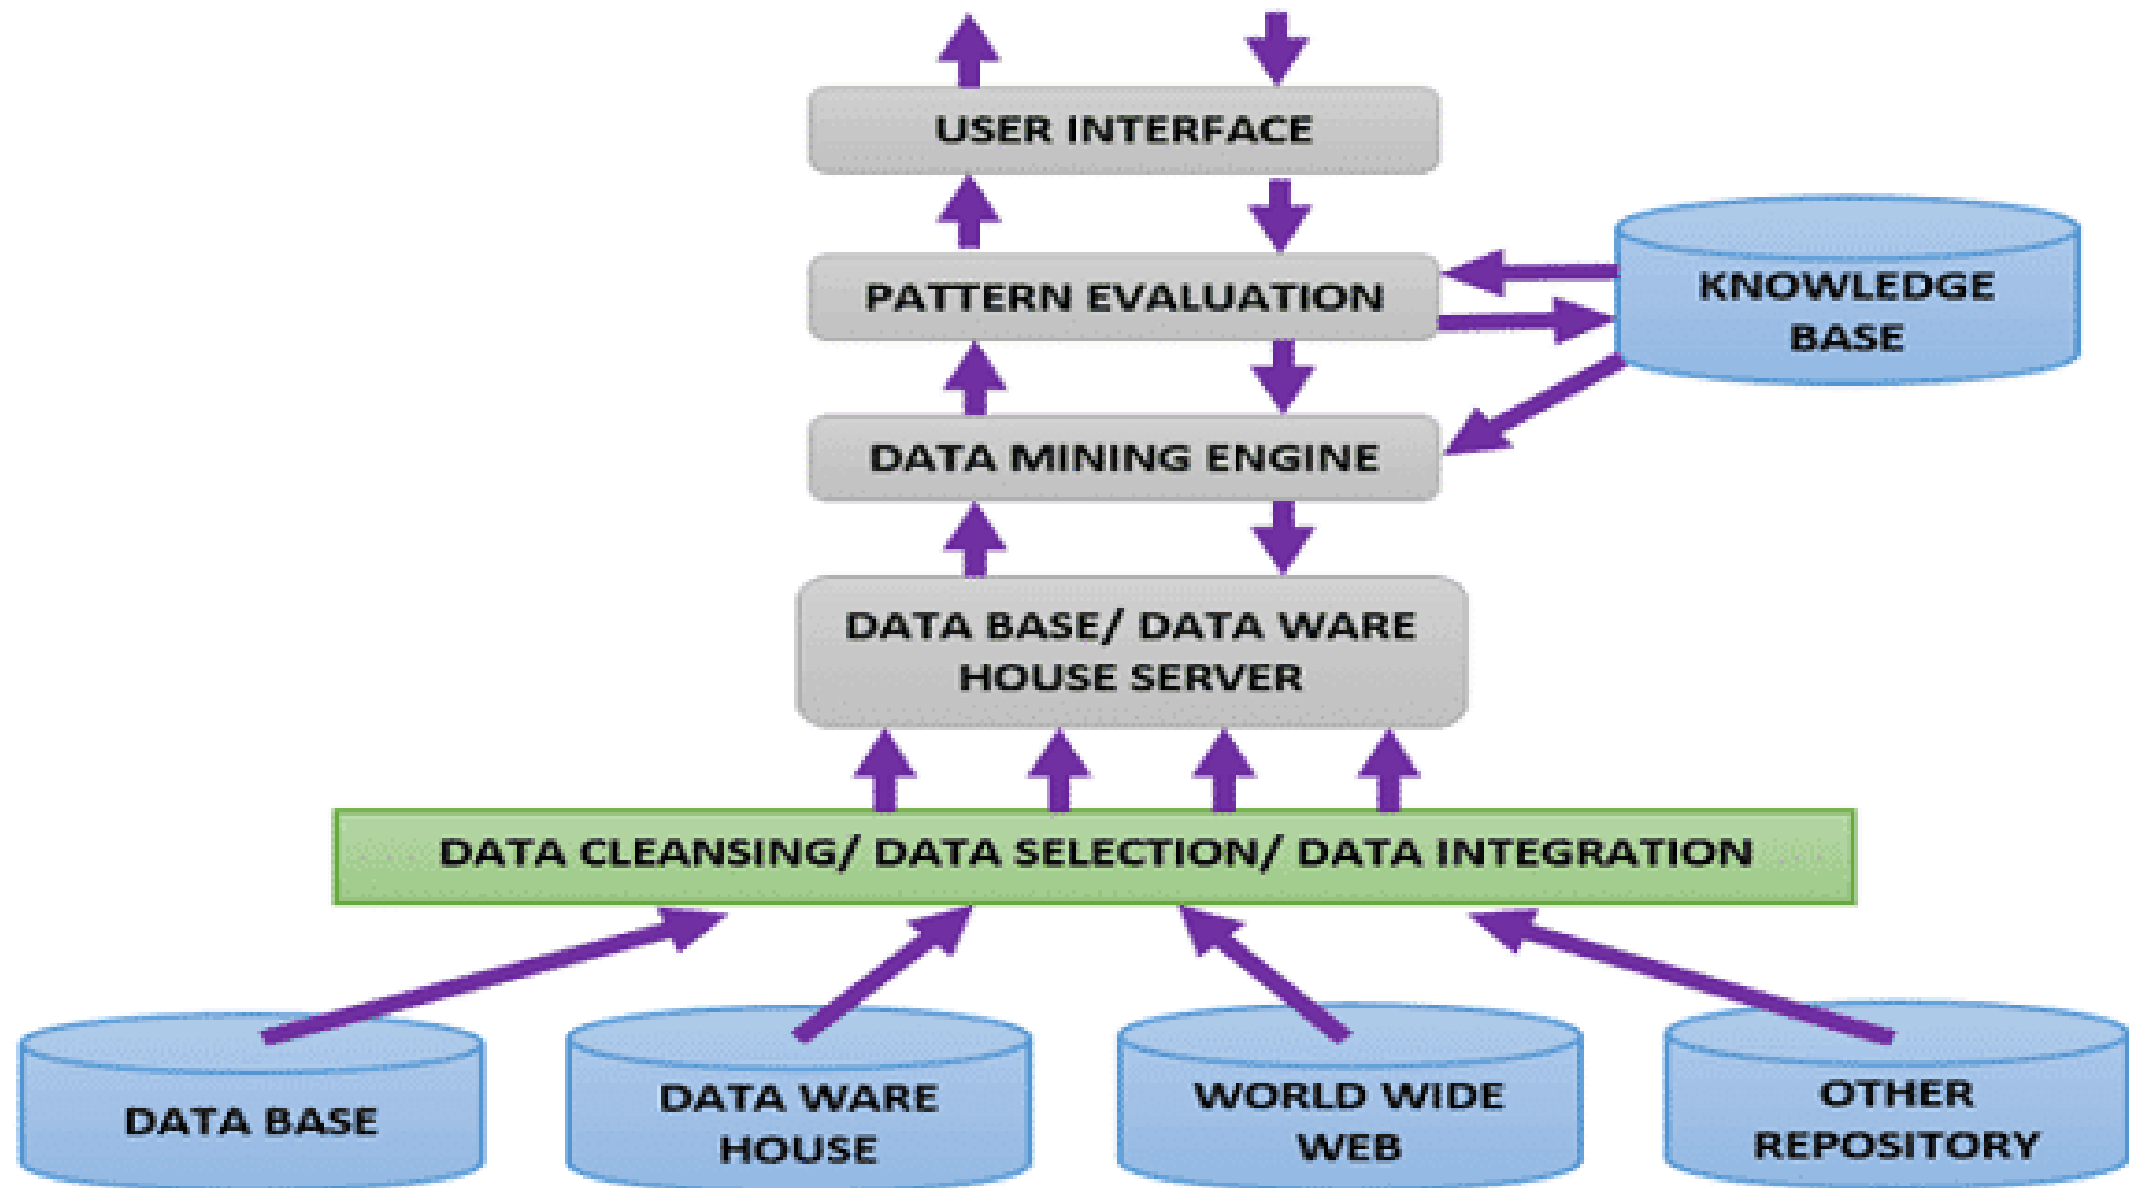 USER INTERFACE
PATTERN EVALUATION
KNOWLEDGE
BASE
DATA MINING ENGINE
DATA BASE/ DATA WARE
HOUSE SERVER
DATA CLEANSING/ DATA SELECTION/ DATA INTEGRATION
DATA BASE
DATA WARE
HOUSE
WORLD WIDE
WEB
OTHER
REPOSITORY